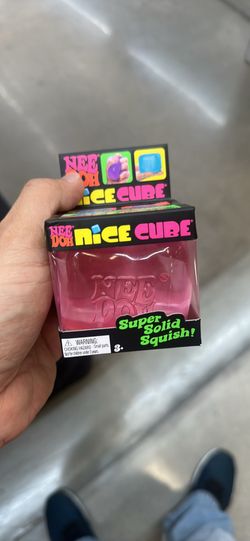 NEE
DOH
NICE CUBE
NEE
DOH
NICE CUBE
NEE
DOH
Super
Solid
Squish!
WARNING:
CHOKING HAZARD - Small parts.
Not for children under 3 years.
3+